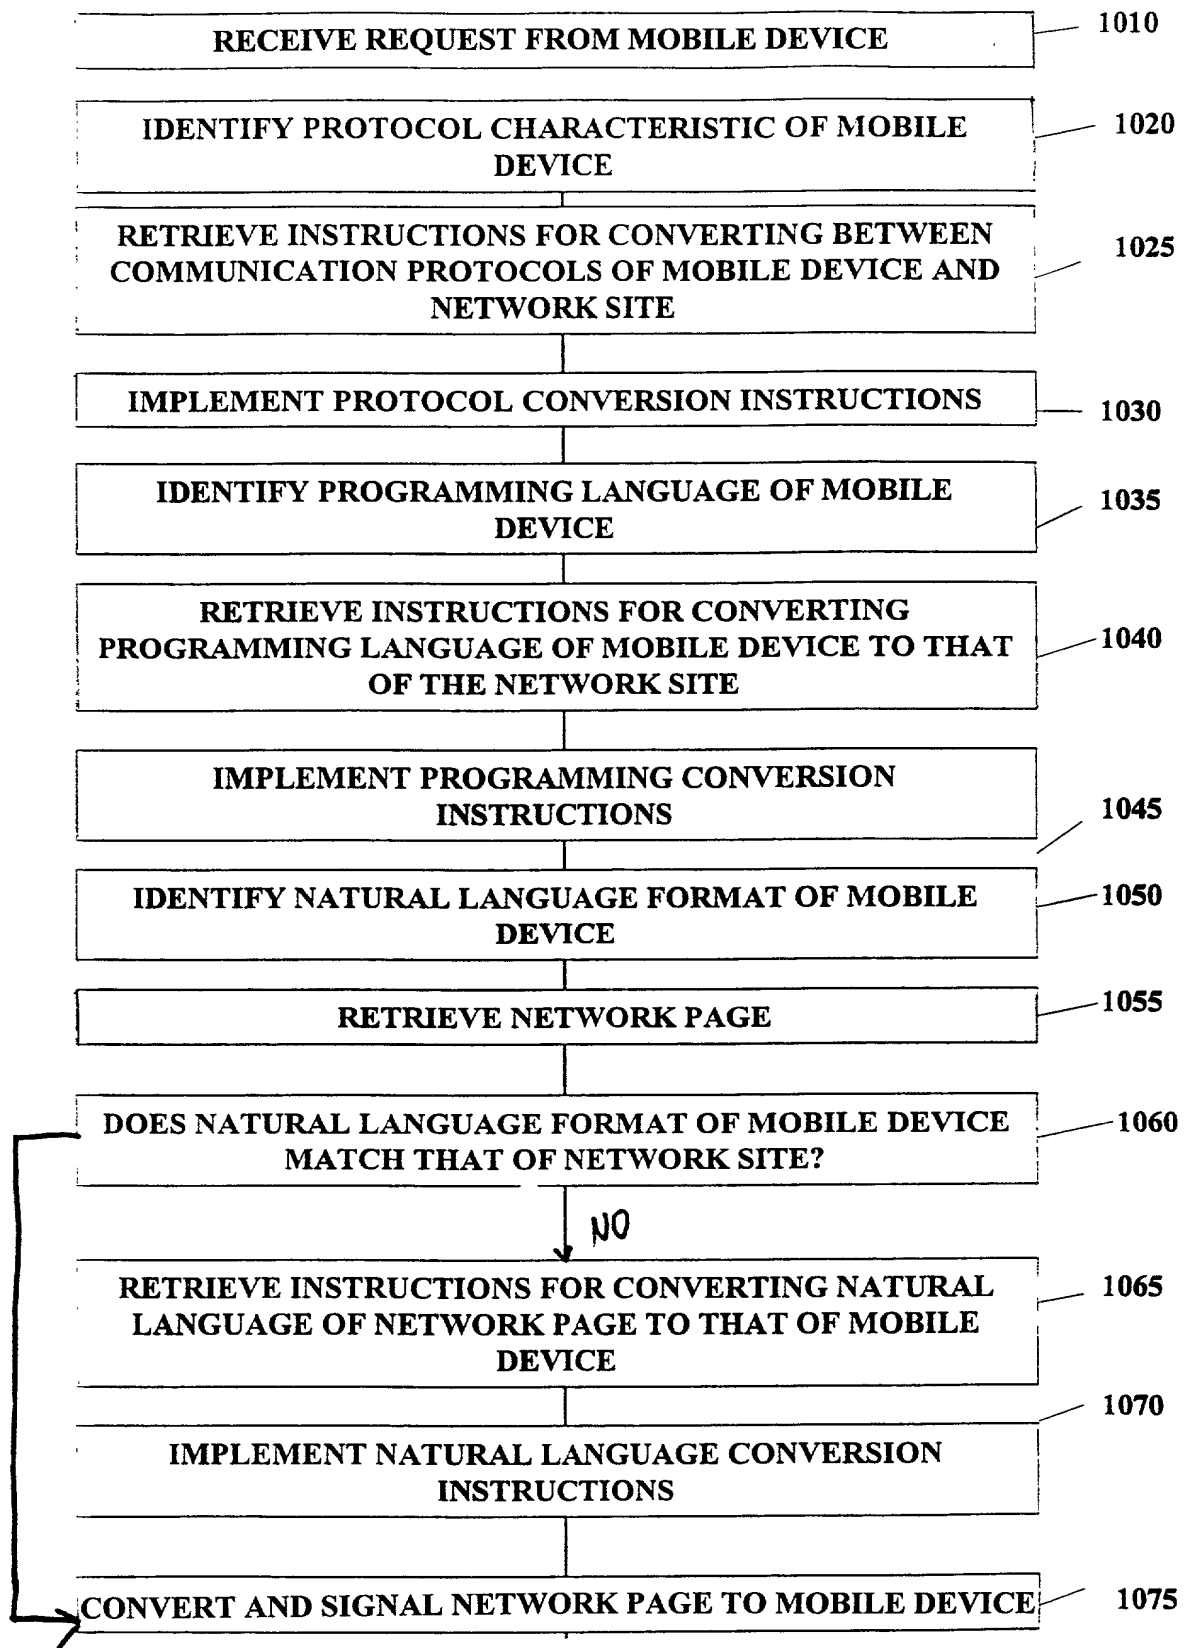 RECEIVE REQUEST FROM MOBILE DEVICE
1010
IDENTIFY PROTOCOL CHARACTERISTIC OF MOBILE
DEVICE
1020
RETRIEVE INSTRUCTIONS FOR CONVERTING BETWEEN
COMMUNICATION PROTOCOLS OF MOBILE DEVICE AND
NETWORK SITE
1025
IMPLEMENT PROTOCOL CONVERSION INSTRUCTIONS
1030
IDENTIFY PROGRAMMING LANGUAGE OF MOBILE
DEVICE
1035
RETRIEVE INSTRUCTIONS FOR CONVERTING
PROGRAMMING LANGUAGE OF MOBILE DEVICE TO THAT
OF THE NETWORK SITE
1040
IMPLEMENT PROGRAMMING CONVERSION
INSTRUCTIONS
1045
IDENTIFY NATURAL LANGUAGE FORMAT OF MOBILE
DEVICE
1050
RETRIEVE NETWORK PAGE
1055
DOES NATURAL LANGUAGE FORMAT OF MOBILE DEVICE
MATCH THAT OF NETWORK SITE?
1060
NO
RETRIEVE INSTRUCTIONS FOR CONVERTING NATURAL
LANGUAGE OF NETWORK PAGE TO THAT OF MOBILE
DEVICE
1065
IMPLEMENT NATURAL LANGUAGE CONVERSION
INSTRUCTIONS
1070
CONVERT AND SIGNAL NETWORK PAGE TO MOBILE DEVICE
1075